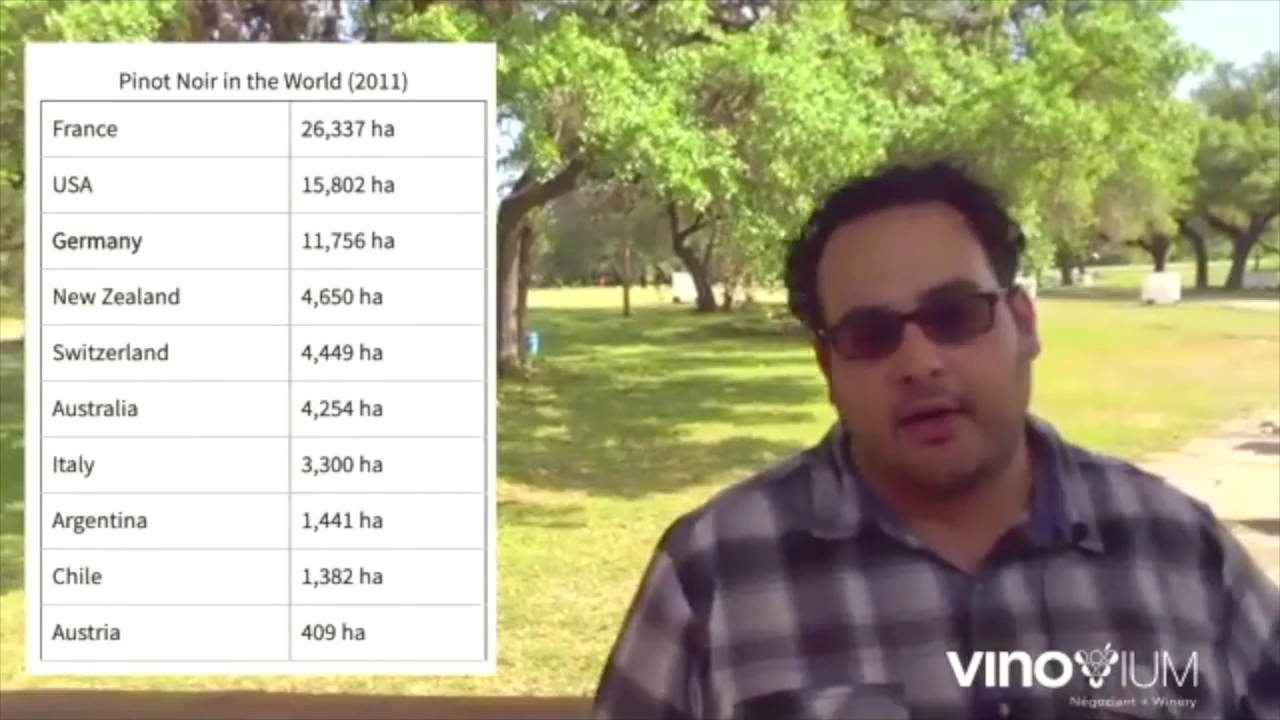 Pinot Noir in the World (2011)
France 26,337 ha
USA 15,802 ha
Germany 11,756 ha
New Zealand 4,650 ha
Switzerland 4,449 ha
Australia 4,254 ha
Italy 3,300 ha
Argentina 1,441 ha
Chile 1,382 ha
Austria 409 ha
vinoVIUM
Négociant + Winery